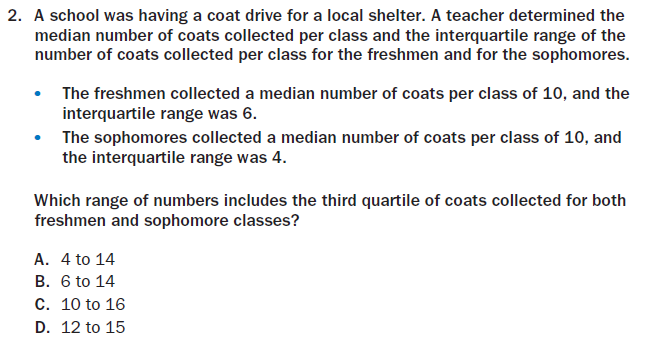 2. A school was having a coat drive for a local shelter. A teacher determined the
median number of coats collected per class and the interquartile range of the
number of coats collected per class for the freshmen and for the sophomores.
• The freshmen collected a median number of coats per class of 10, and the
interquartile range was 6.
• The sophomores collected a median number of coats per class of 10, and
the interquartile range was 4.
Which range of numbers includes the third quartile of coats collected for both
freshmen and sophomore classes?
A. 4 to 14
B. 6 to 14
C. 10 to 16
D. 12 to 15